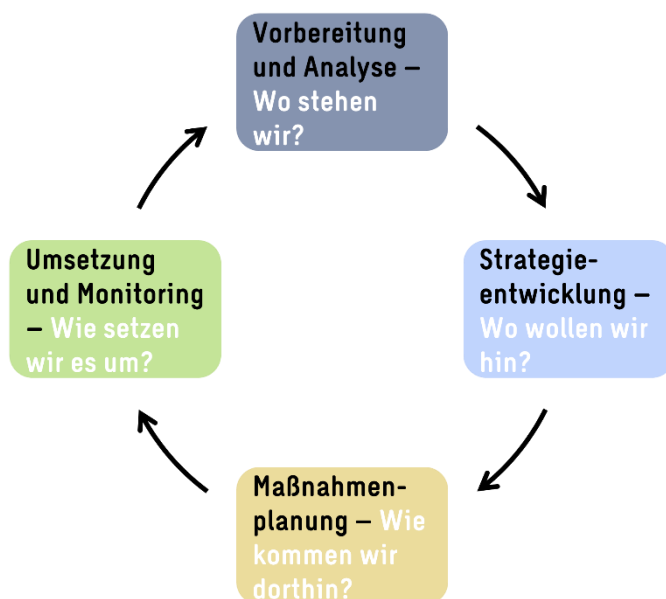 Vorbereitung
und Analyse –
Wo stehen
wir?
Strategie-
entwicklung –
Wo wollen wir
hin?
Maßnahmen-
planung – Wie
kommen wir
dorthin?
Umsetzung
und Monitoring
– Wie setzen
wir es um?